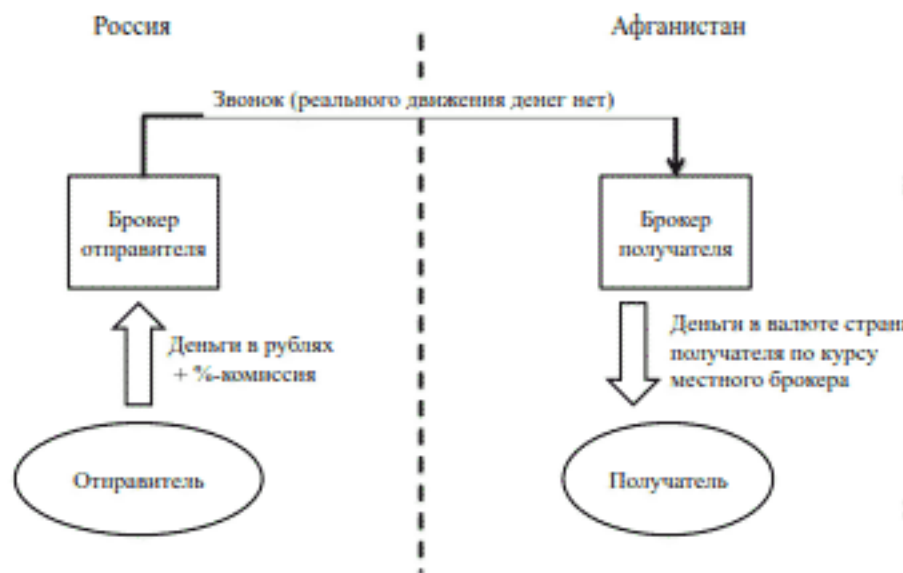 Россия
Афганистан
Звонок (реального движения денег нет)
Брокер
отправителя
Брокер
получателя
Деньги в рублях
+ %-комиссия
Деньги в валюте стран
получателя по курсу
местного брокера
Отправитель
Получатель